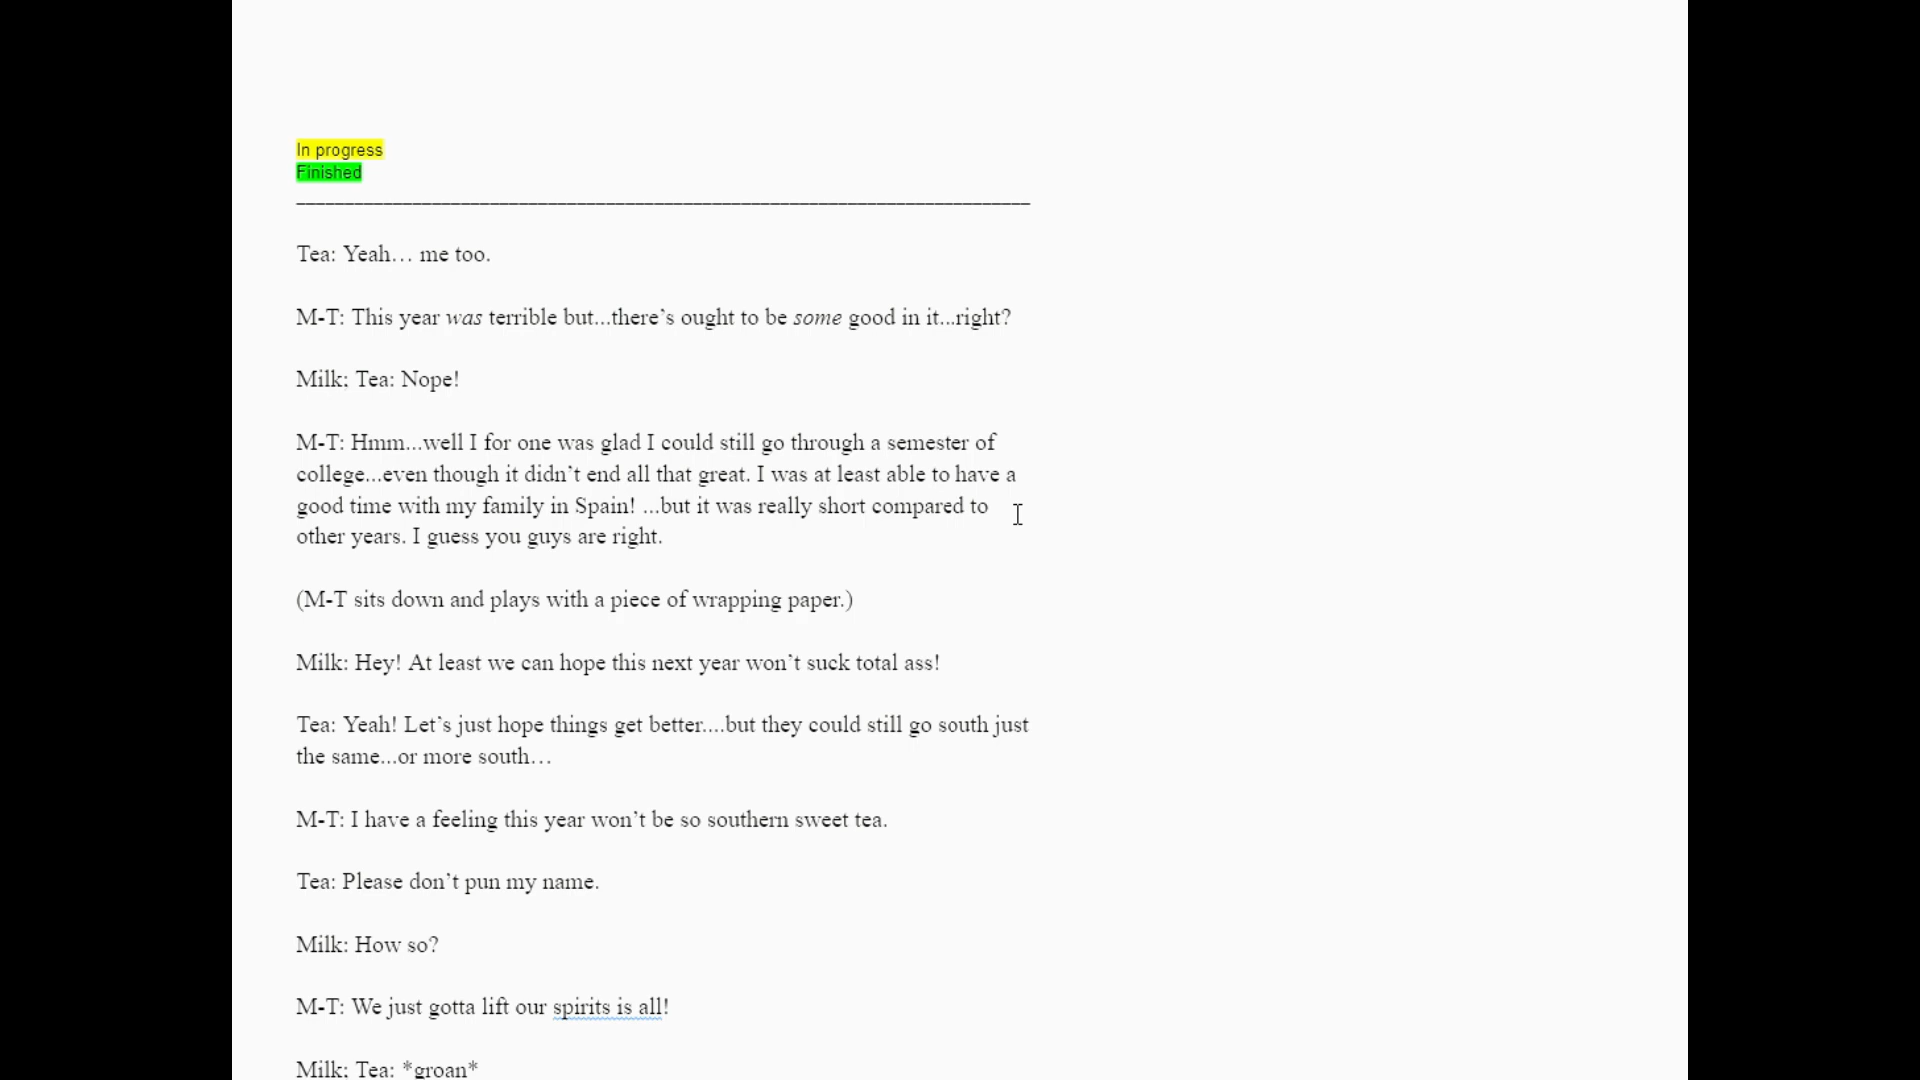 In progress
Finished
Tea: Yeah… me too.
M-T: This year was terrible but...there’s ought to be some good in it...right?
Milk; Tea: Nope!
M-T: Hmm...well I for one was glad I could still go through a semester of
college...even though it didn’t end all that great. I was at least able to have a
good time with my family in Spain! ...but it was really short compared to
other years. I guess you guys are right.
(M-T sits down and plays with a piece of wrapping paper.)
Milk: Hey! At least we can hope this next year won’t suck total ass!
Tea: Yeah! Let’s just hope things get better....but they could still go south just
the same...or more south…
M-T: I have a feeling this year won’t be so southern sweet tea.
Tea: Please don’t pun my name.
Milk: How so?
M-T: We just gotta lift our spirits is all!
Milk; Tea: *groan*